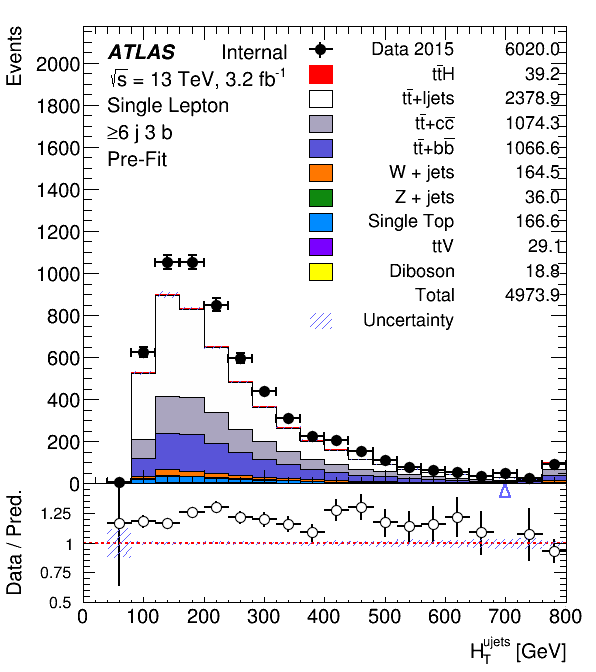 Events
ATLAS Internal
√s = 13 TeV, 3.2 fb⁻¹
Single Lepton
≥6 j 3 b
Pre-Fit
Data 2015 6020.0
tt̄H 39.2
tt̄+ljets 2378.9
tt̄+cc̄ 1074.3
tt̄+bb̄ 1066.6
W + jets 164.5
Z + jets 36.0
Single Top 166.6
ttV 29.1
Diboson 18.8
Total 4973.9
Uncertainty
2000
1800
1600
1400
1200
1000
800
600
400
200
0
Data / Pred.
1.25
1
0.75
0.5
0 100 200 300 400 500 600 700 800
H_T^ujets [GeV]